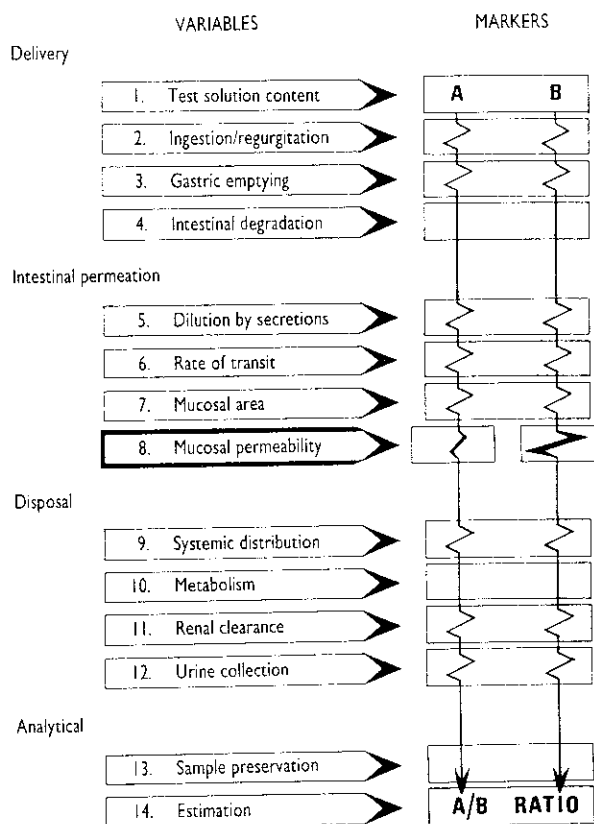 VARIABLES MARKERS
Delivery
1. Test solution content A B
2. Ingestion/regurgitation
3. Gastric emptying
4. Intestinal degradation
Intestinal permeation
5. Dilution by secretions
6. Rate of transit
7. Mucosal area
8. Mucosal permeability
Disposal
9. Systemic distribution
10. Metabolism
11. Renal clearance
12. Urine collection
Analytical
13. Sample preservation
14. Estimation A/B RATIO